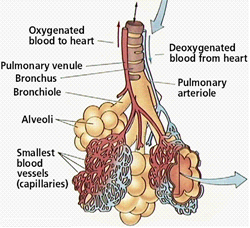 Oxygenated
blood to heart
Deoxygenated
blood from heart
Pulmonary venule
Bronchus
Bronchiole
Pulmonary
arteriole
Alveoli
Smallest
blood
vessels
(capillaries)